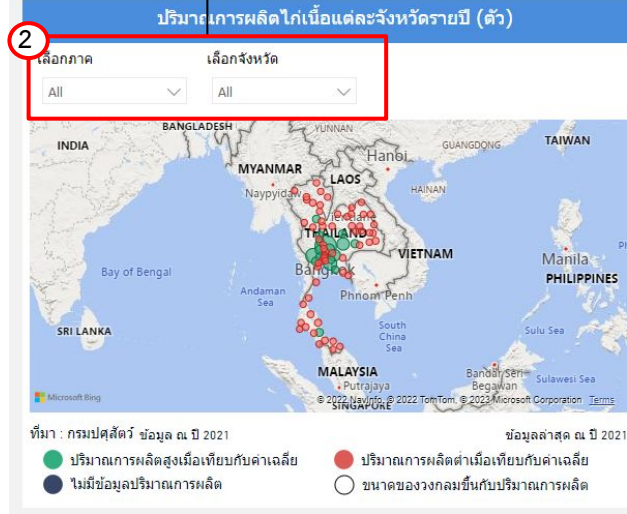 ปริมาณการผลิตไก่เนื้อแต่ละจังหวัดรายปี (ตัว)
2
เลือกภาค เลือกจังหวัด
All All
BANGLADESH YUNNAN
INDIA Hanoi GUANGDONG TAIWAN
MYANMAR LAOS
Naypyidaw HAINAN
Vientiane
THAILAND
VIETNAM Manila
Bay of Bengal Bangkok PHILIPPINES
Andaman Sea Phnom Penh
SRI LANKA South China Sea Sulu Sea
MALAYSIA Bandar Seri Begawan Sulawesi Sea
Putrajaya
Microsoft Bing © 2022 NavInfo, © 2022 TomTom, © 2023 Microsoft Corporation Terms
SINGAPORE
ที่มา : กรมปศุสัตว์ ข้อมูล ณ ปี 2021 ข้อมูลล่าสุด ณ ปี 2021
ปริมาณการผลิตสูงเมื่อเทียบกับค่าเฉลี่ย ปริมาณการผลิตต่ำเมื่อเทียบกับค่าเฉลี่ย
ไม่มีข้อมูลปริมาณการผลิต ขนาดของวงกลมขึ้นกับปริมาณการผลิต